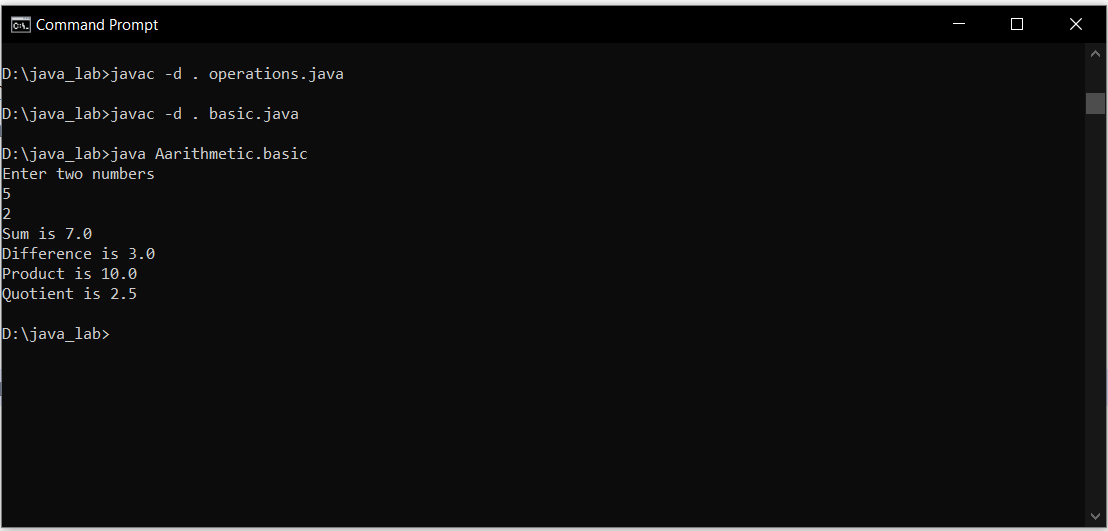 Command Prompt
D:\java_lab>javac -d . operations.java
D:\java_lab>javac -d . basic.java
D:\java_lab>java Aarithmetic.basic
Enter two numbers
5
2
Sum is 7.0
Difference is 3.0
Product is 10.0
Quotient is 2.5
D:\java_lab>